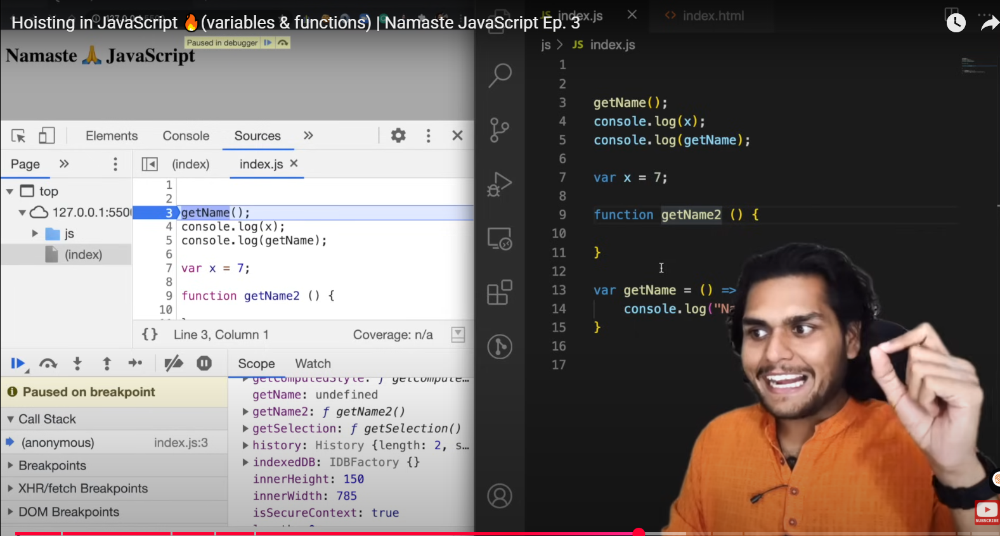 Hoisting in JavaScript 🔥(variables & functions) | Namaste JavaScript Ep. 3
Paused in debugger
Namaste 🙏 JavaScript
Elements Console Sources »
Page » (index) index.js ×
top
127.0.0.1:550
js
(index)
1
2
3 getName();
4 console.log(x);
5 console.log(getName);
6
7 var x = 7;
8
9 function getName2 () {
10
{} Line 3, Column 1 Coverage: n/a
Scope Watch
Paused on breakpoint
Call Stack
(anonymous) index.js:3
Breakpoints
XHR/fetch Breakpoints
DOM Breakpoints
getComputedStyle: ƒ getCompute…
getName: undefined
getName2: ƒ getName2()
getSelection: ƒ getSelection()
history: History {length: 2, s…
indexedDB: IDBFactory {}
innerHeight: 150
innerWidth: 785
isSecureContext: true
JS index.js × <> index.html
js > JS index.js
1
2
3 getName();
4 console.log(x);
5 console.log(getName);
6
7 var x = 7;
8
9 function getName2 () {
10
11 }
12
13 var getName = () =>
14 console.log("Na
15 }
16
17
SUBSCRIBE